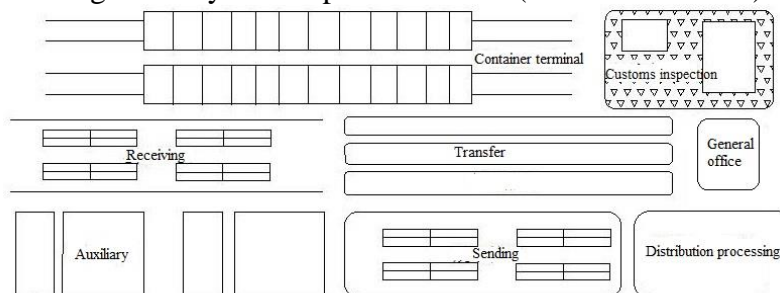 Container terminal
Customs inspection
Receiving
Transfer
General
office
Auxiliary
Sending
Distribution processing